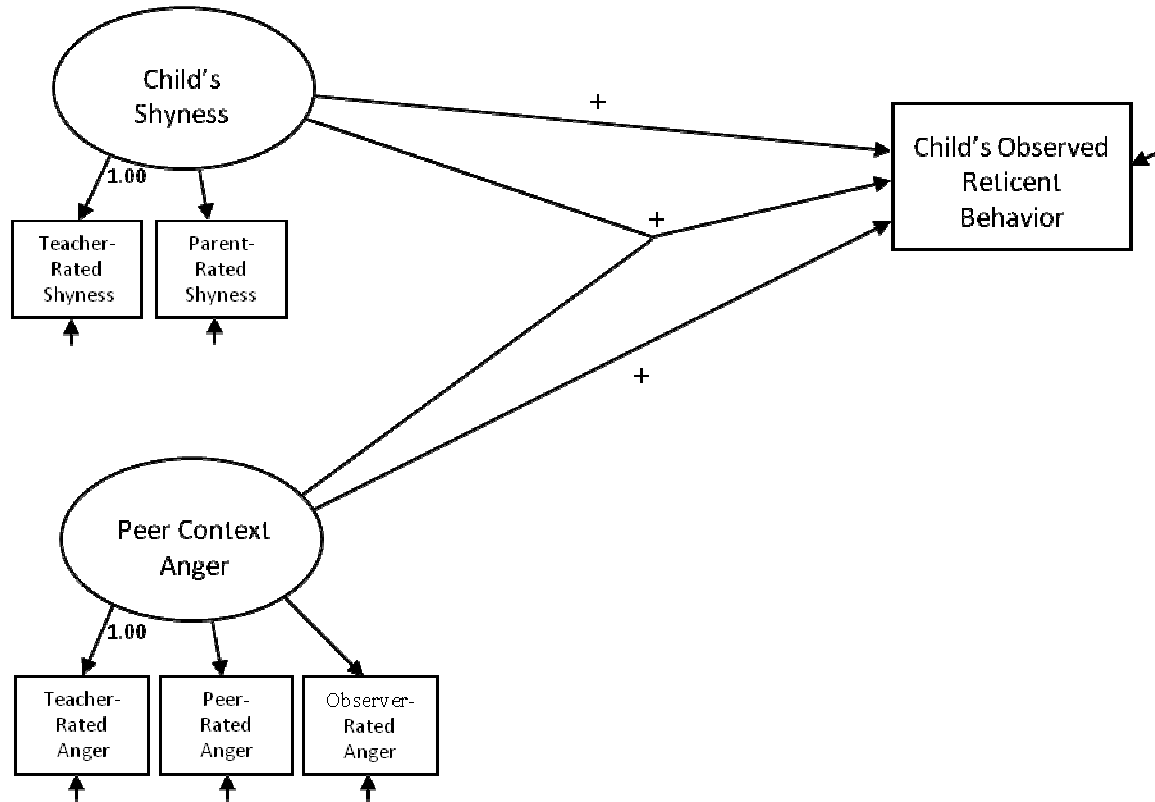 Child's
Shyness
+
Child's Observed
Reticent
Behavior
1.00
Teacher-
Rated
Shyness
Parent-
Rated
Shyness
+
+
Peer Context
Anger
1.00
Teacher-
Rated
Anger
Peer-
Rated
Anger
Observer-
Rated
Anger